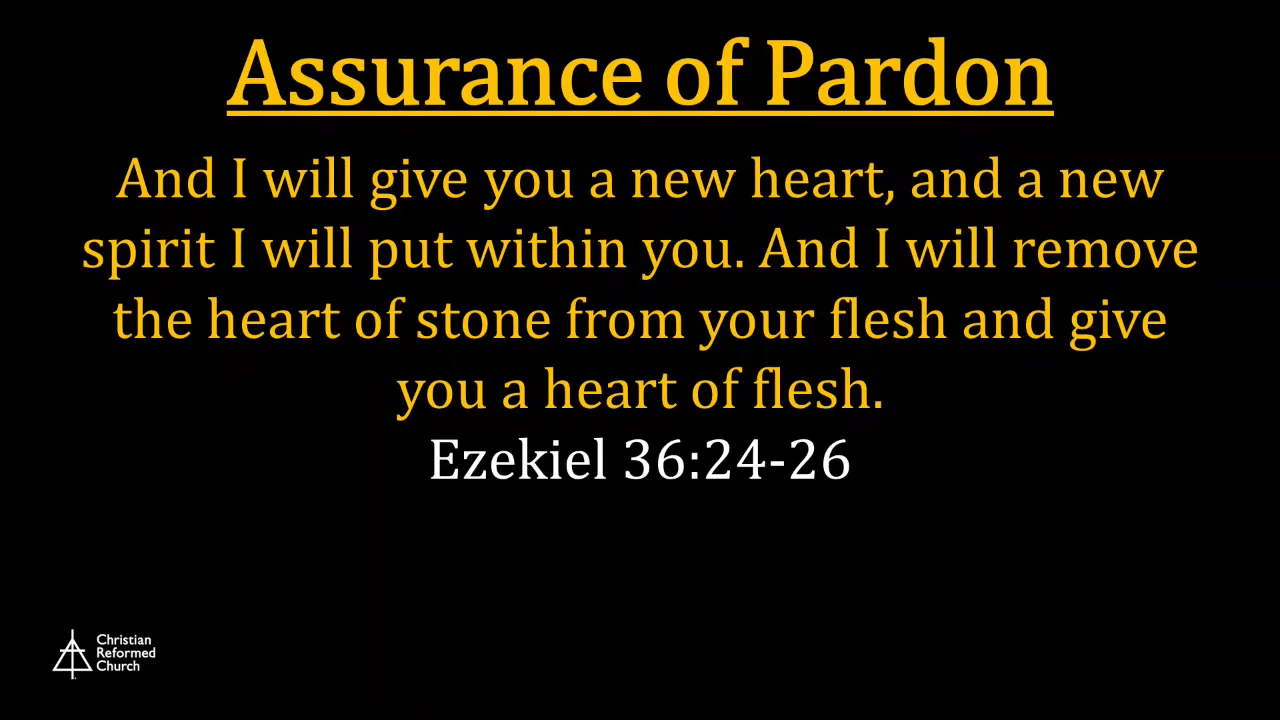 Assurance of Pardon
And I will give you a new heart, and a new
spirit I will put within you. And I will remove
the heart of stone from your flesh and give
you a heart of flesh.
Ezekiel 36:24-26
Christian
Reformed
Church